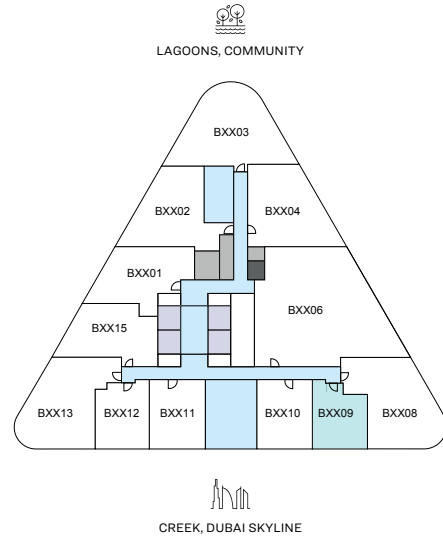 LAGOONS, COMMUNITY
BXX03
BXX02
BXX04
BXX01
BXX06
BXX15
BXX13
BXX12
BXX11
BXX10
BXX09
BXX08
CREEK, DUBAI SKYLINE